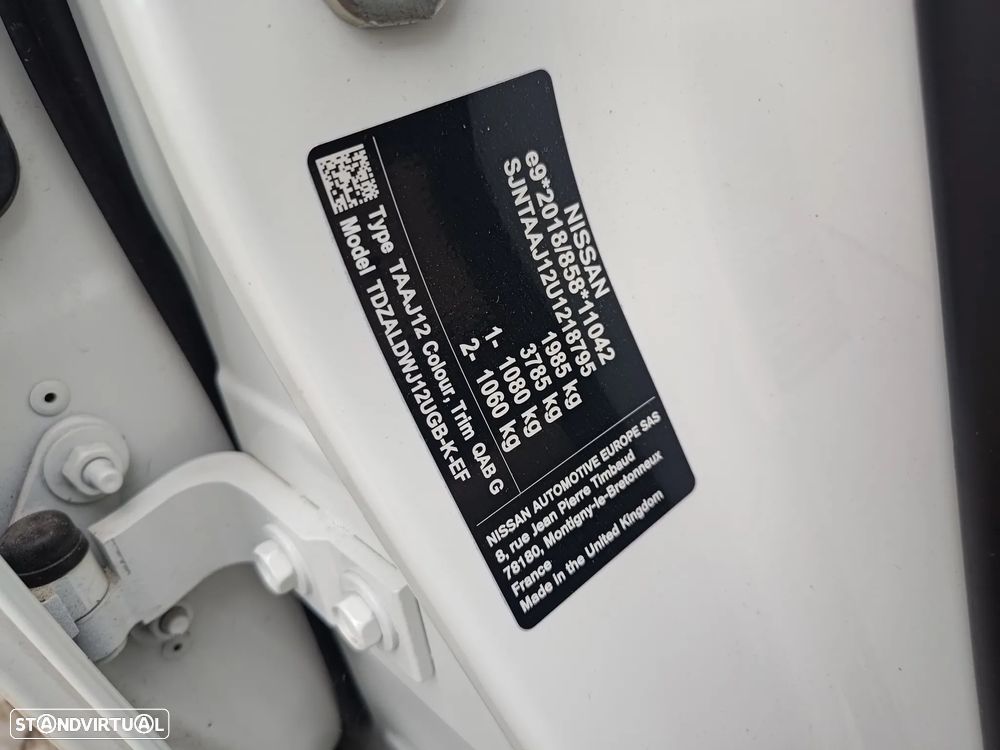 NISSAN
e9*2018/858*11042
SJNTAAJ12U1218795
1985 kg
3785 kg
1- 1080 kg
2- 1060 kg
Type TAAJ12 Colour, Trim QAB G
Model TDZALDWJ12UGB-K-EF
NISSAN AUTOMOTIVE EUROPE SAS
8, rue Jean Pierre Timbaud
78180, Montigny-le-Bretonneux
France
Made in the United Kingdom
STANDVIRTUAL